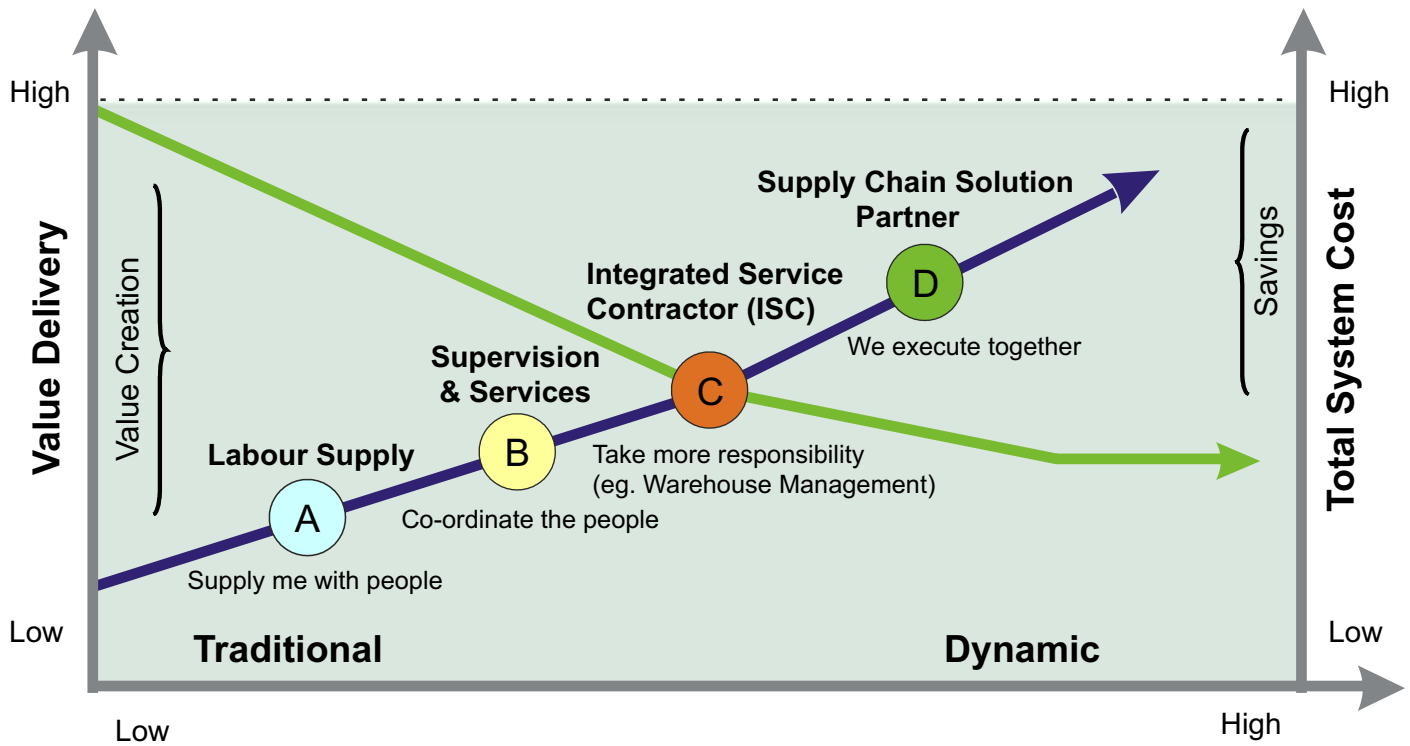 High
High
Supply Chain Solution
Partner
Value Delivery
Value Creation
Savings
Total System Cost
Integrated Service
Contractor (ISC)
D
We execute together
Supervision
& Services
C
Labour Supply
B
Take more responsibility
(eg. Warehouse Management)
A
Co-ordinate the people
Supply me with people
Low
Low
Traditional
Dynamic
Low
High